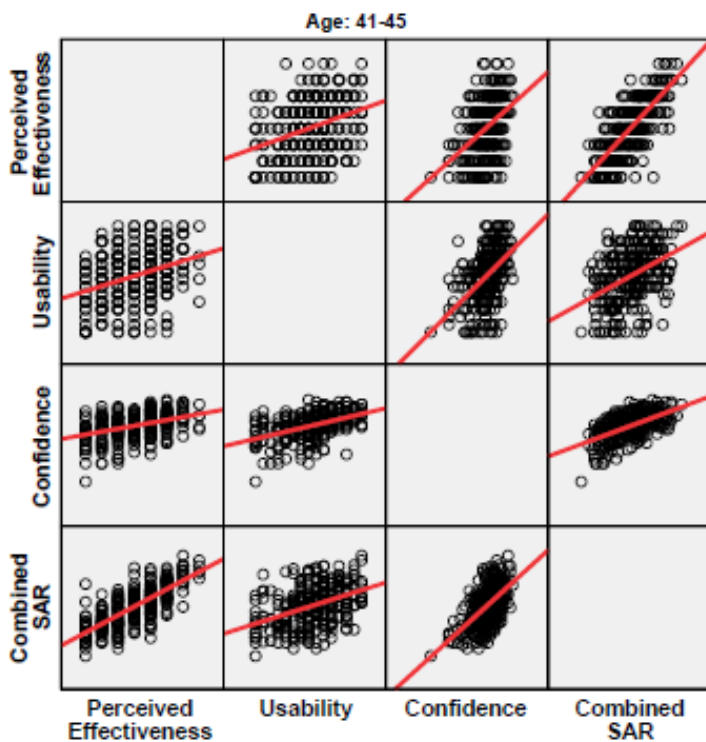 Age: 41-45
Perceived
Effectiveness
Usability
Confidence
Combined
SAR
Perceived
Effectiveness
Usability
Confidence
Combined
SAR